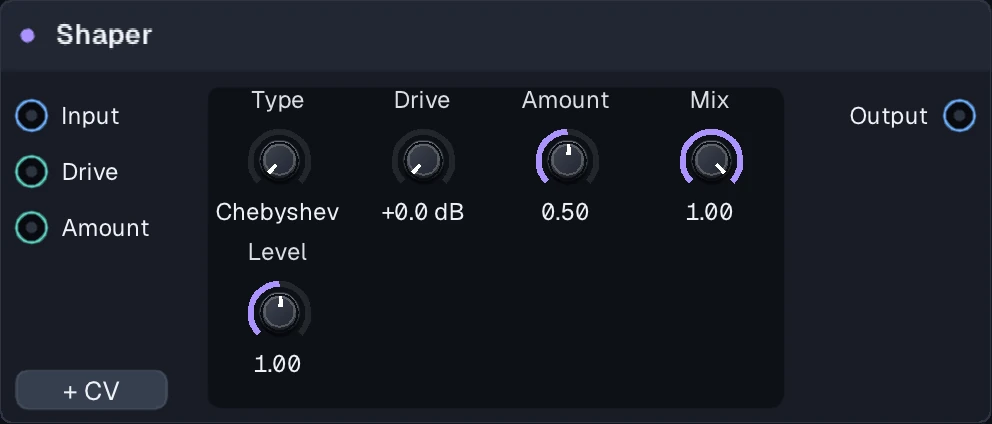 Shaper
Input
Drive
Amount
Type Drive Amount Mix
Chebyshev +0.0 dB 0.50 1.00
Level
1.00
Output
+ CV